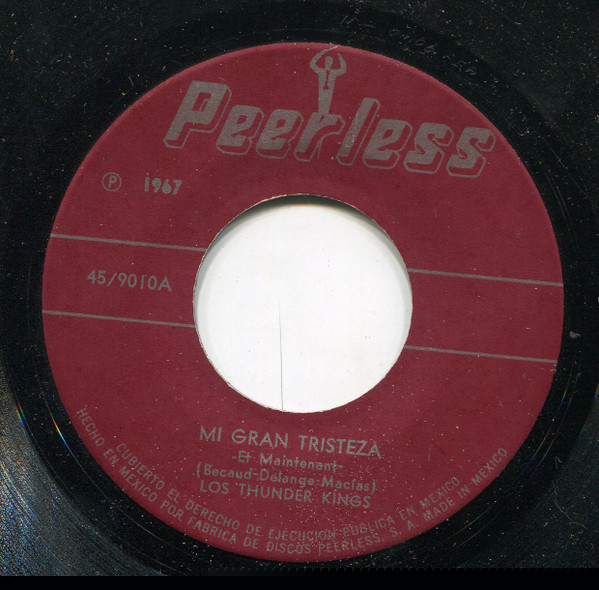 Peerless
℗ 1967
45/9010A
MI GRAN TRISTEZA
-Et Maintenant-
(Becaud-Delange-Macías)
LOS THUNDER KINGS
CUBIERTO EL DERECHO DE EJECUCION PUBLICA EN MEXICO
HECHO EN MEXICO POR FABRICA DE DISCOS PEERLESS. S. A. MADE IN MEXICO